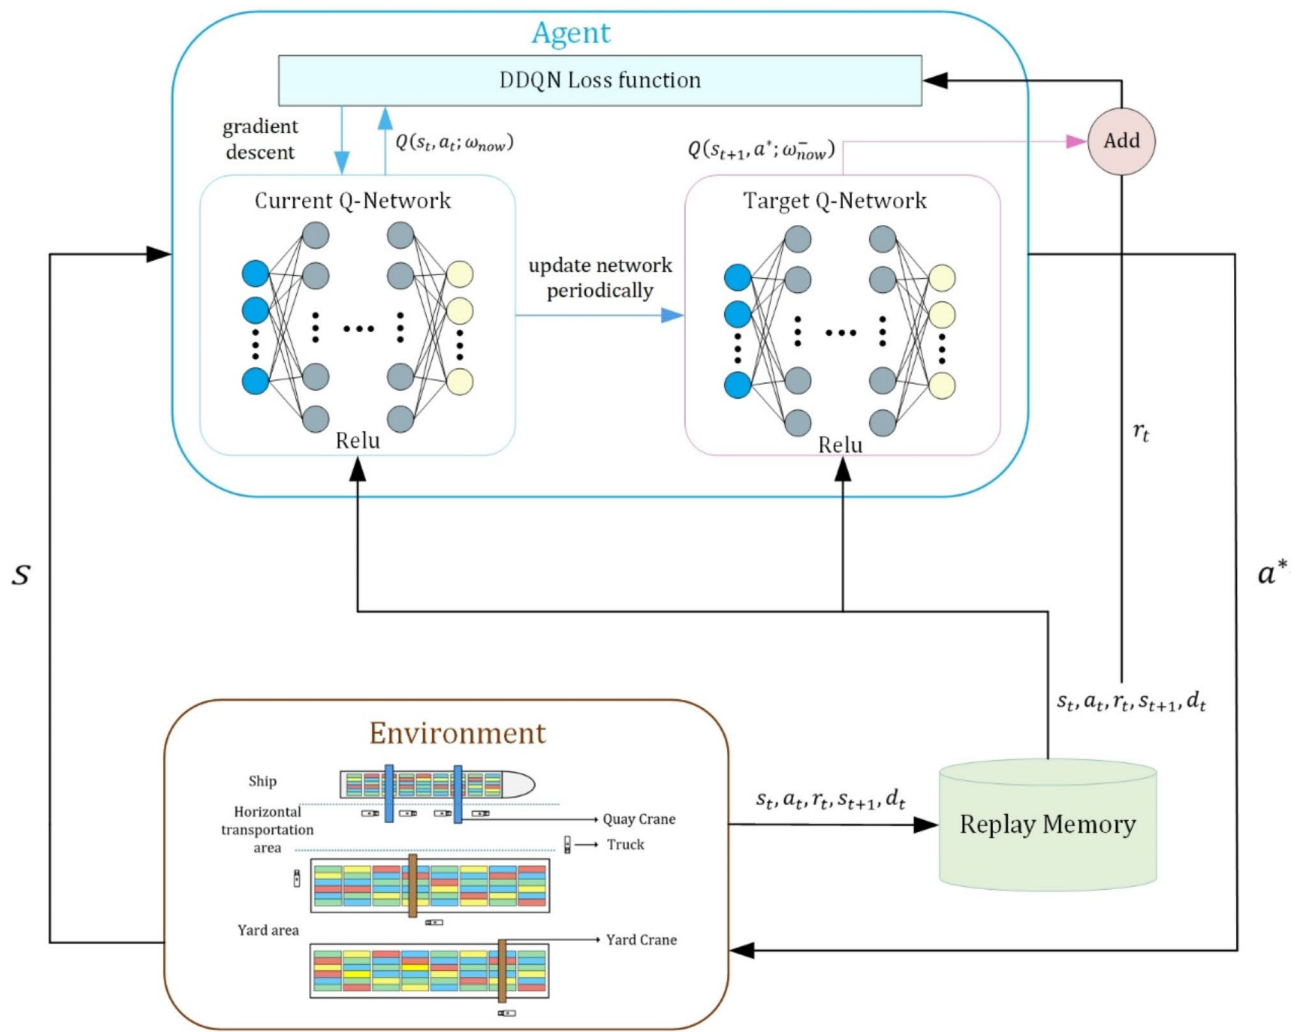 Agent
DDQN Loss function
gradient
descent
Q(s_t, a_t; ω_now)
Q(s_{t+1}, a*; ω⁻_now)
Add
Current Q-Network
Target Q-Network
update network
periodically
Relu
Relu
r_t
S
a*
s_t, a_t, r_t, s_{t+1}, d_t
Environment
Ship
Horizontal
transportation
area
Quay Crane
Truck
Yard area
Yard Crane
s_t, a_t, r_t, s_{t+1}, d_t
Replay Memory